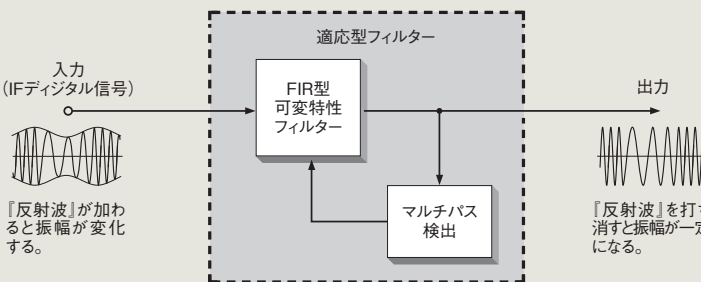 適応型フィルター
入力
(IFディジタル信号)
FIR型
可変特性
フィルター
出力
マルチパス
検出
『反射波』が加わ
ると振幅が変化
する。
『反射波』を打
消すと振幅が一定
になる。